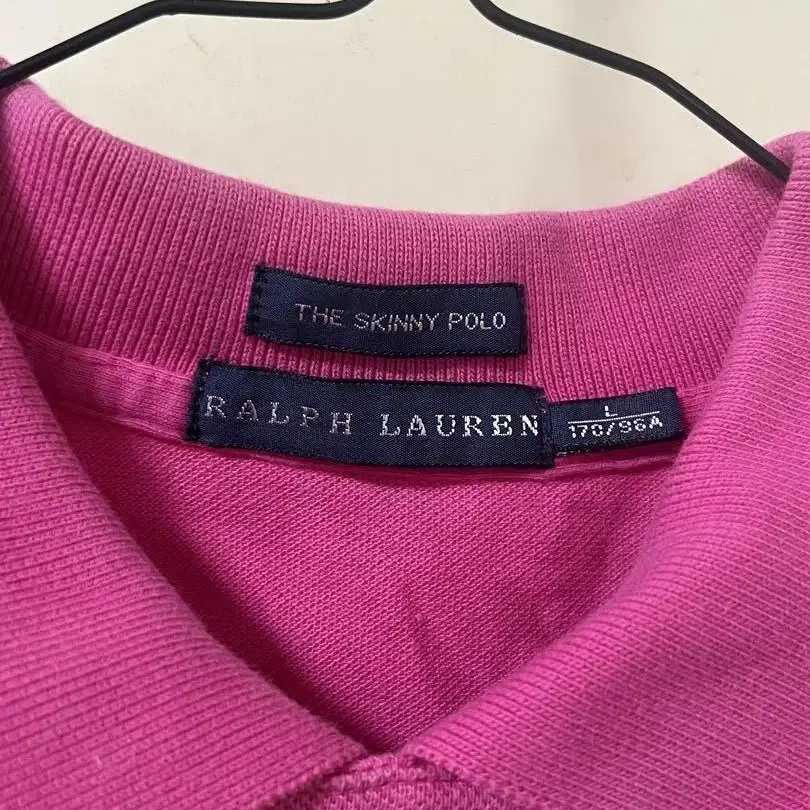 THE SKINNY POLO
RALPH LAUREN
L
170/96A